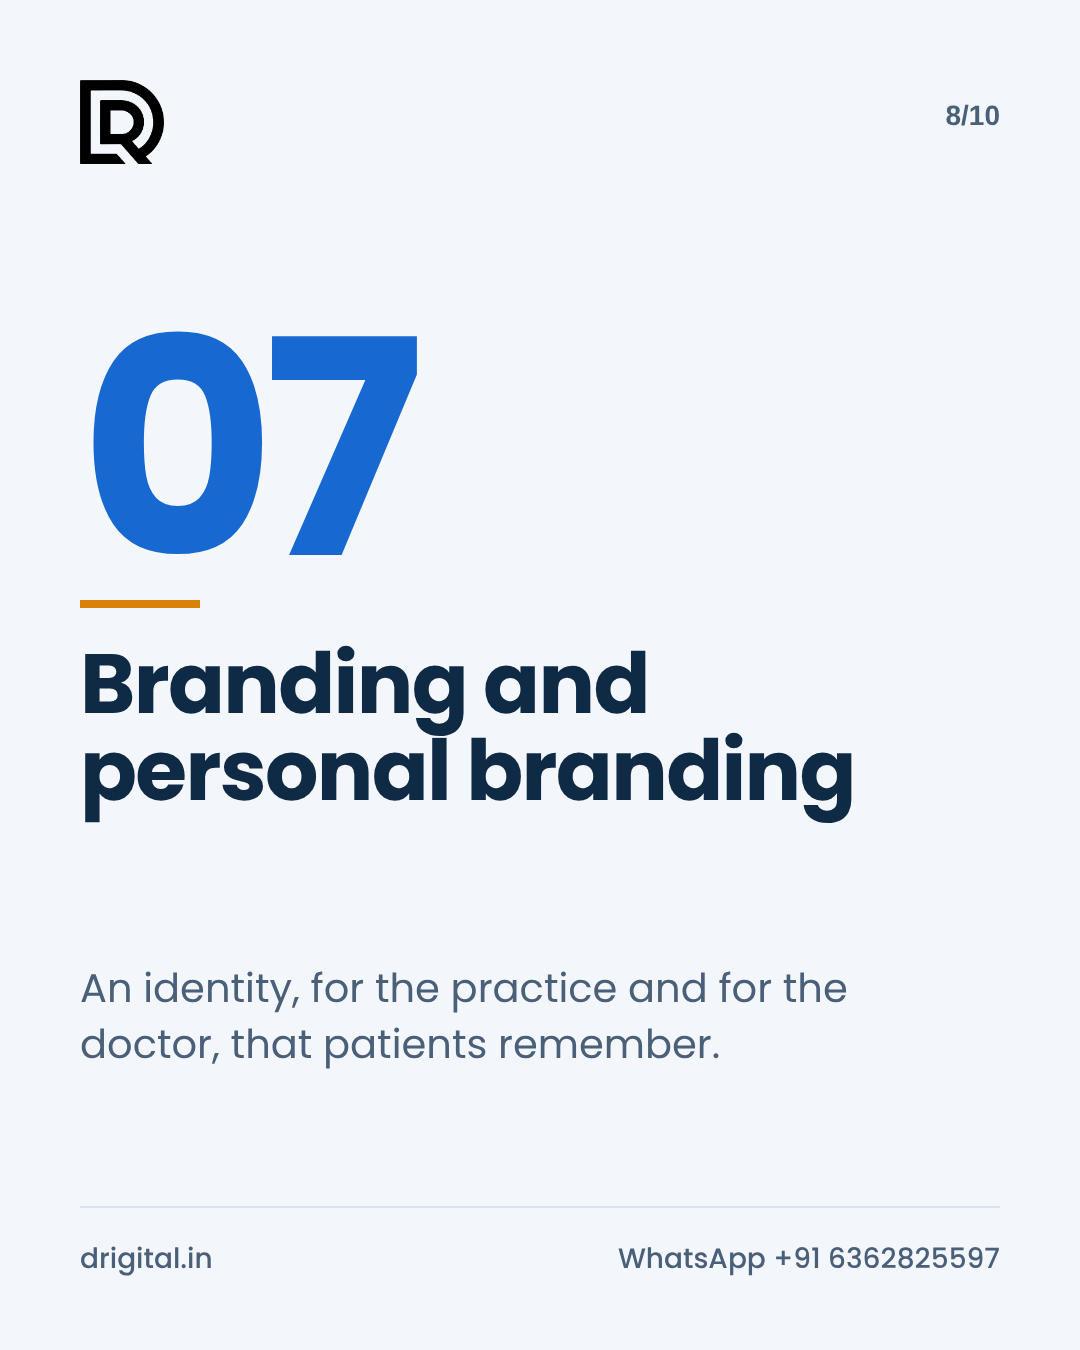 8/10
07
Branding and
personal branding
An identity, for the practice and for the
doctor, that patients remember.
drigital.in
WhatsApp +91 6362825597